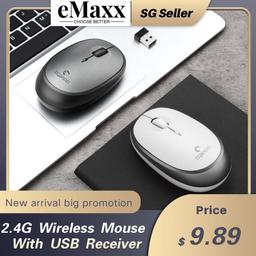 eMaxx
CHOOSE BETTER
SG Seller
New arrival big promotion
2.4G Wireless Mouse
With USB Receiver
Price
$ 9.89